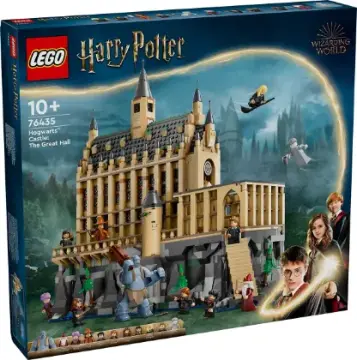 LEGO
Harry Potter
WIZARDING
WORLD
10+
76435
Hogwarts
Castle:
The Great Hall